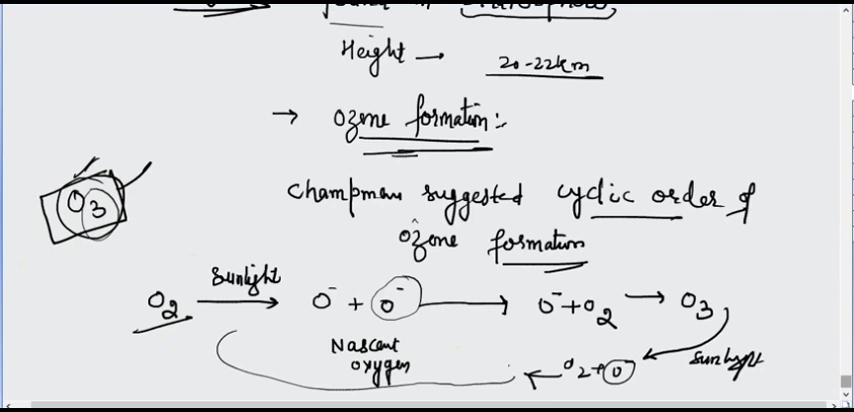 Height → 20-22km
→ Ozone formation:-
O3
Chapman suggested cyclic order of
Ozone formation
O2 Sunlight → O⁻ + O⁻ → O⁻+O2 → O3
Nascent
oxygen
← O2+O⁻ ← Sunlight